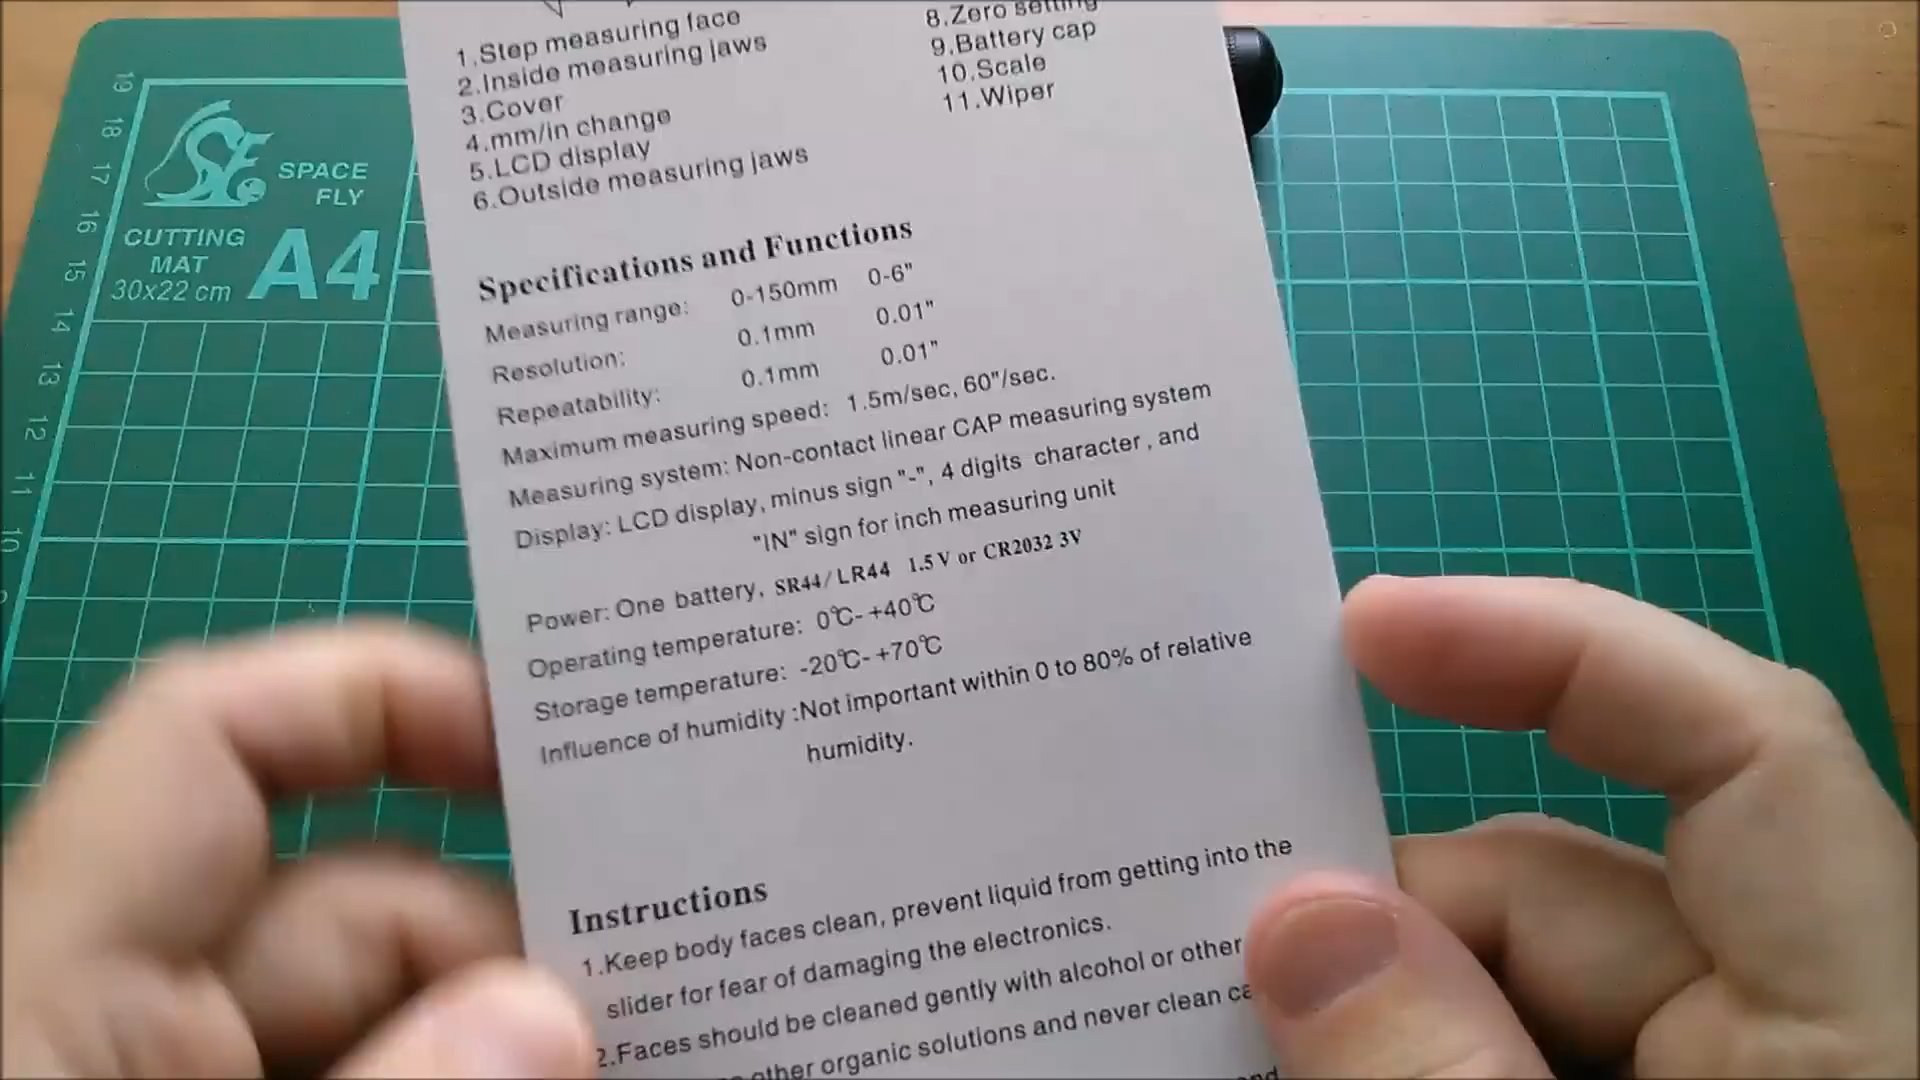 1.Step measuring face
2.Inside measuring jaws
3.Cover
4.mm/in change
5.LCD display
6.Outside measuring jaws
8.Zero setting
9.Battery cap
10.Scale
11.Wiper
Specifications and Functions
Measuring range: 0-150mm 0-6"
Resolution: 0.1mm 0.01"
Repeatability: 0.1mm 0.01"
Maximum measuring speed: 1.5m/sec, 60"/sec.
Measuring system: Non-contact linear CAP measuring system
Display: LCD display, minus sign "-", 4 digits character , and
"IN" sign for inch measuring unit
Power: One battery, SR44/ LR44 1.5 V or CR2032 3V
Operating temperature: 0℃- +40℃
Storage temperature: -20℃- +70℃
Influence of humidity :Not important within 0 to 80% of relative
humidity.
Instructions
1.Keep body faces clean, prevent liquid from getting into the
slider for fear of damaging the electronics.
2.Faces should be cleaned gently with alcohol or other
other organic solutions and never clean
and
SPACE
FLY
CUTTING
MAT
30x22 cm
A4
19
18
17
16
15
14
13
12
11
10